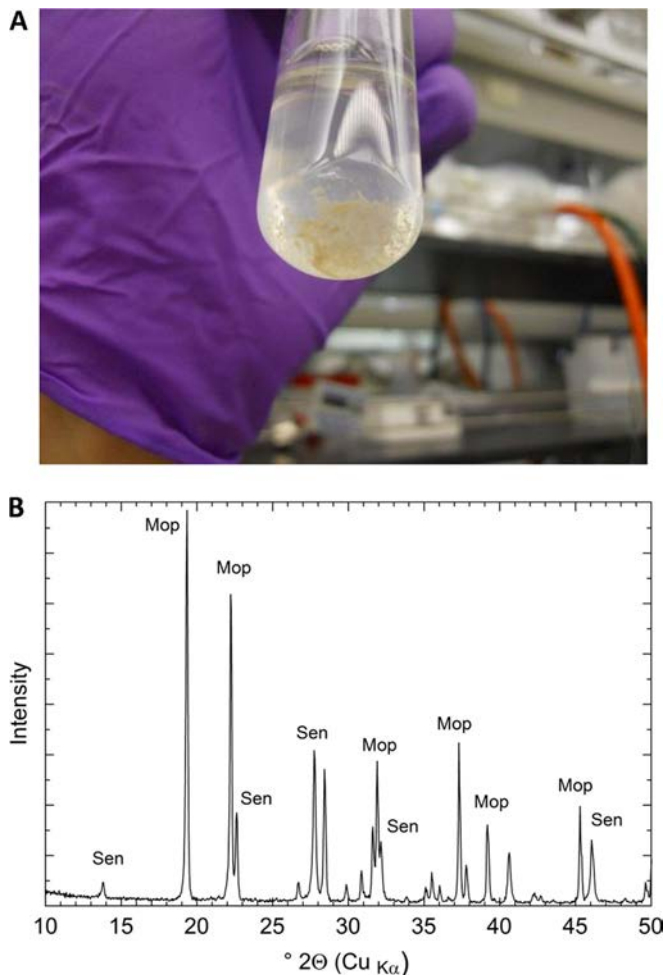 A
B
Mop
Mop
Sen
Sen
Sen
Mop
Sen
Mop
Mop
Mop
Sen
Intensity
10 15 20 25 30 35 40 45 50
° 2Θ (Cu Kα)